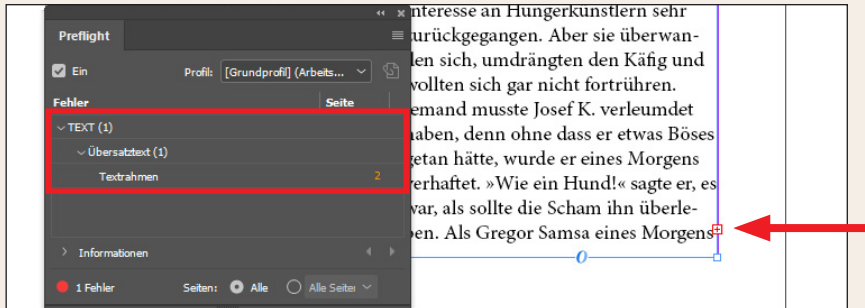 Preflight
Ein
Profil: [Grundprofil] (Arbeits...
Fehler Seite
TEXT (1)
Übersatztext (1)
Textrahmen 2
Informationen
1 Fehler Seiten: Alle Alle Seiter
nteresse an Hungerkünstlern sehr
urückgegangen. Aber sie überwan-
den sich, umdrängten den Käfig und
wollten sich gar nicht fortrühren.
emand musste Josef K. verleumdet
haben, denn ohne dass er etwas Böses
getan hätte, wurde er eines Morgens
verhaftet. »Wie ein Hund!« sagte er, es
war, als sollte die Scham ihn überle-
ben. Als Gregor Samsa eines Morgens